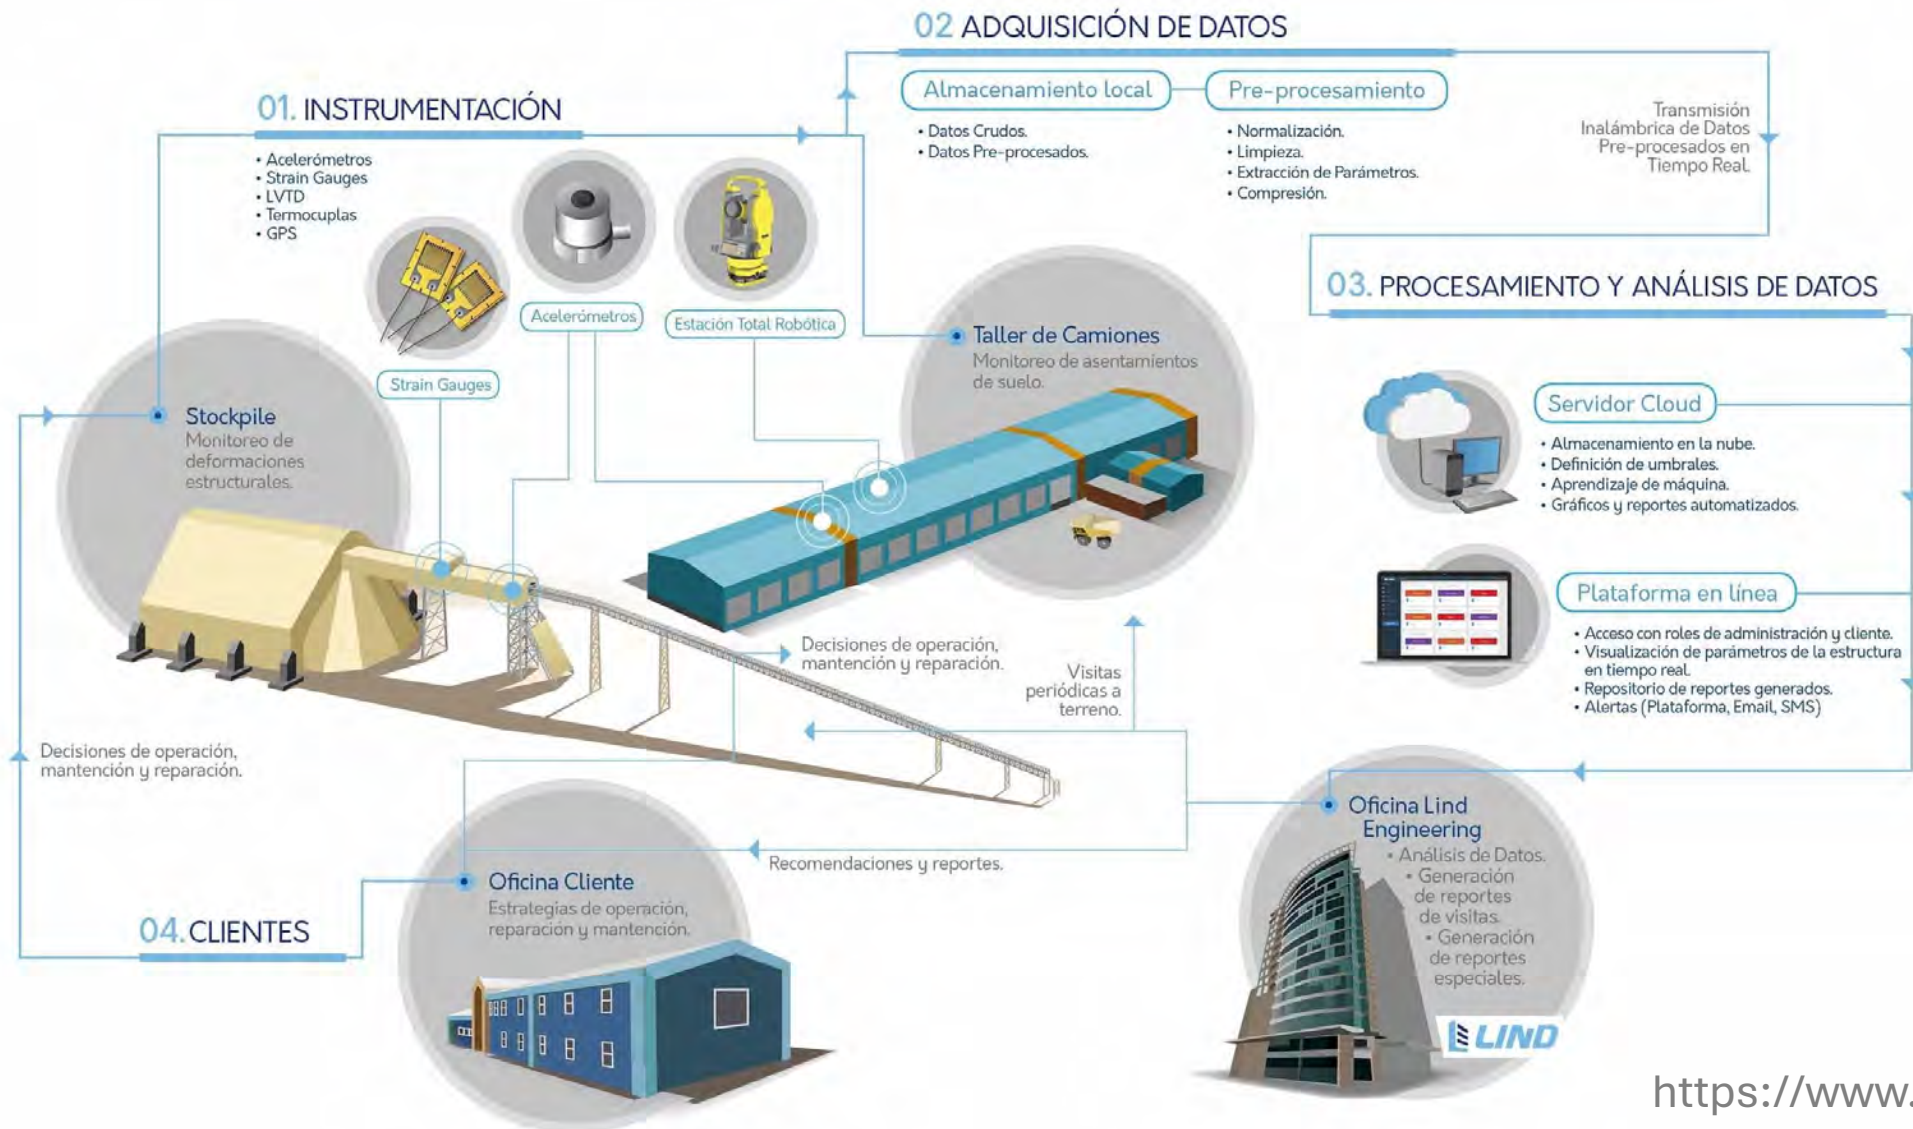 02 ADQUISICIÓN DE DATOS
Almacenamiento local
• Datos Crudos.
• Datos Pre-procesados.
Pre-procesamiento
• Normalización.
• Limpieza.
• Extracción de Parámetros.
• Compresión.
Transmisión
Inalámbrica de Datos
Pre-procesados en
Tiempo Real.
01. INSTRUMENTACIÓN
• Acelerómetros
• Strain Gauges
• LVTD
• Termocuplas
• GPS
Strain Gauges
Acelerómetros
Estación Total Robótica
Taller de Camiones
Monitoreo de asentamientos
de suelo.
Stockpile
Monitoreo de
deformaciones
estructurales.
03. PROCESAMIENTO Y ANÁLISIS DE DATOS
Servidor Cloud
• Almacenamiento en la nube.
• Definición de umbrales.
• Aprendizaje de máquina.
• Gráficos y reportes automatizados.
Plataforma en línea
• Acceso con roles de administración y cliente.
• Visualización de parámetros de la estructura
en tiempo real.
• Repositorio de reportes generados.
• Alertas (Plataforma, Email, SMS)
Decisiones de operación,
mantención y reparación.
Visitas
periódicas a
terreno.
Decisiones de operación,
mantención y reparación.
Oficina Lind
Engineering
• Análisis de Datos.
• Generación
de reportes
de visitas.
• Generación
de reportes
especiales.
LIND
Recomendaciones y reportes.
Oficina Cliente
Estrategias de operación,
reparación y mantención.
04. CLIENTES
https://www.